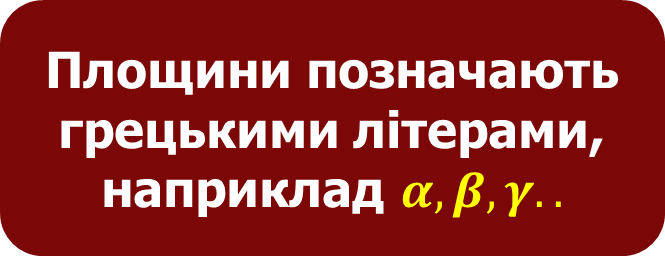 Площини позначають
грецькими літерами,
наприклад α, β, γ. .